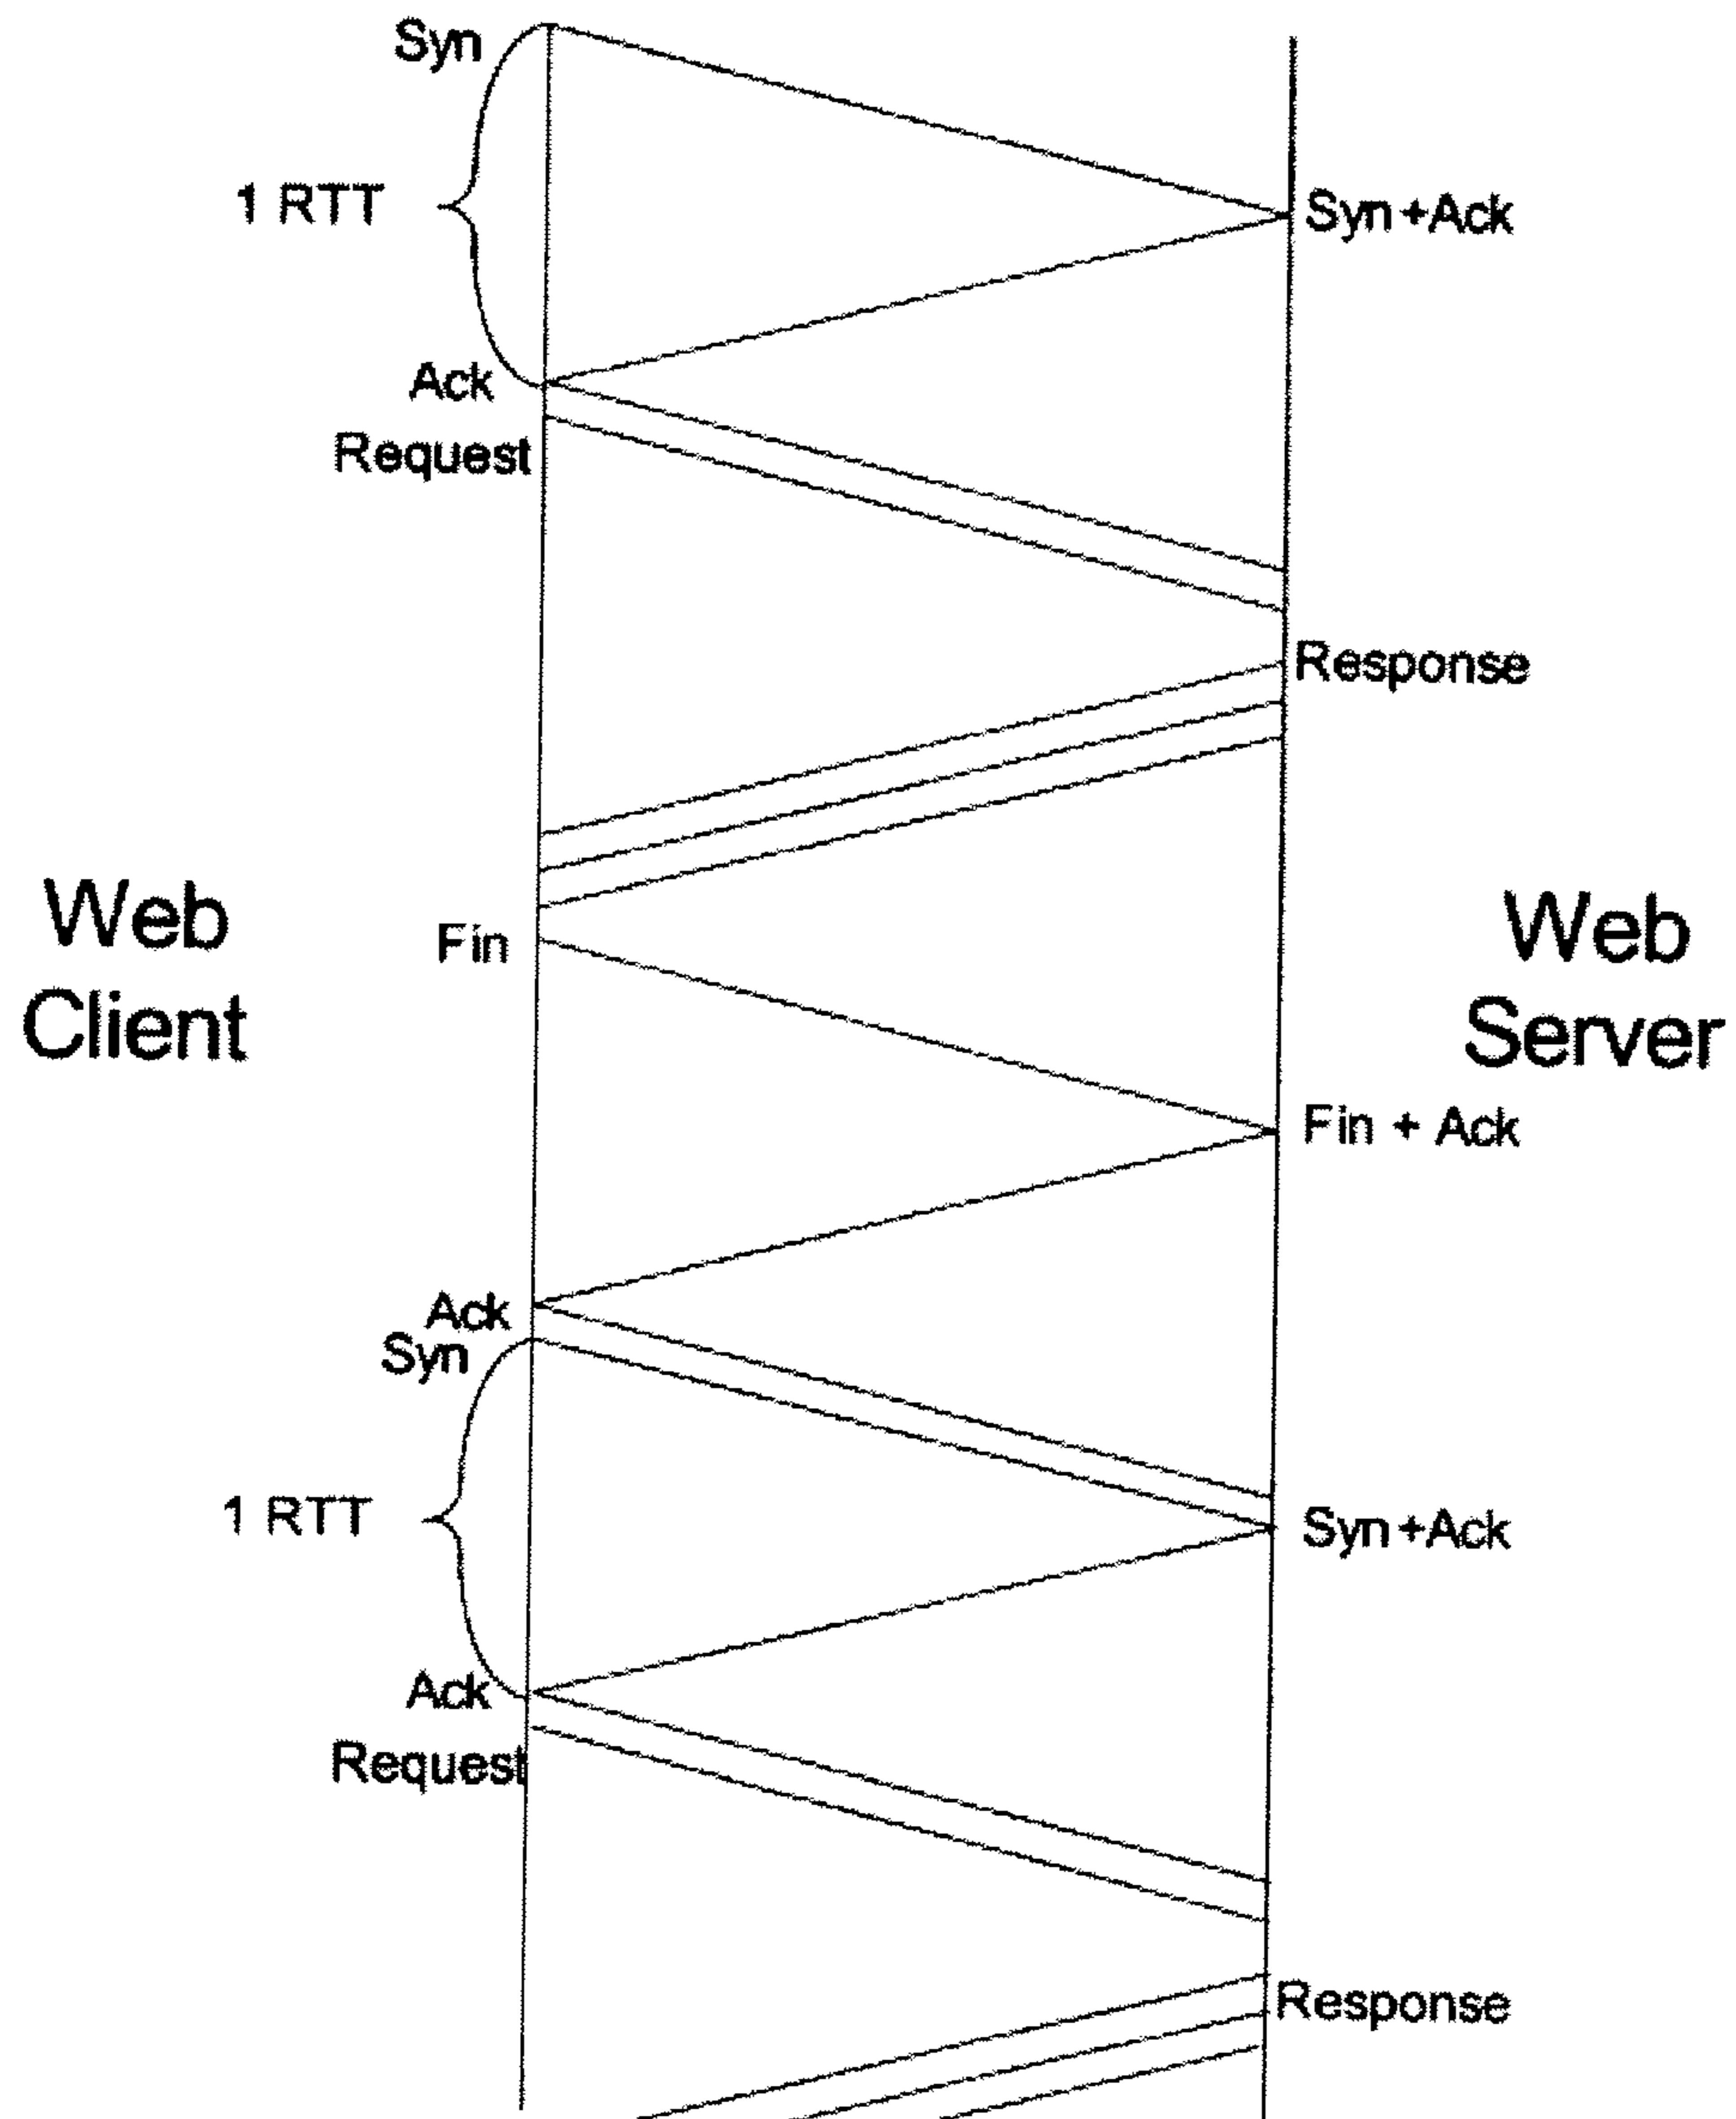 Syn
1 RTT
Syn+Ack
Ack
Request
Response
Web
Client
Web
Server
Fin
Fin + Ack
Ack
Syn
1 RTT
Syn+Ack
Ack
Request
Response